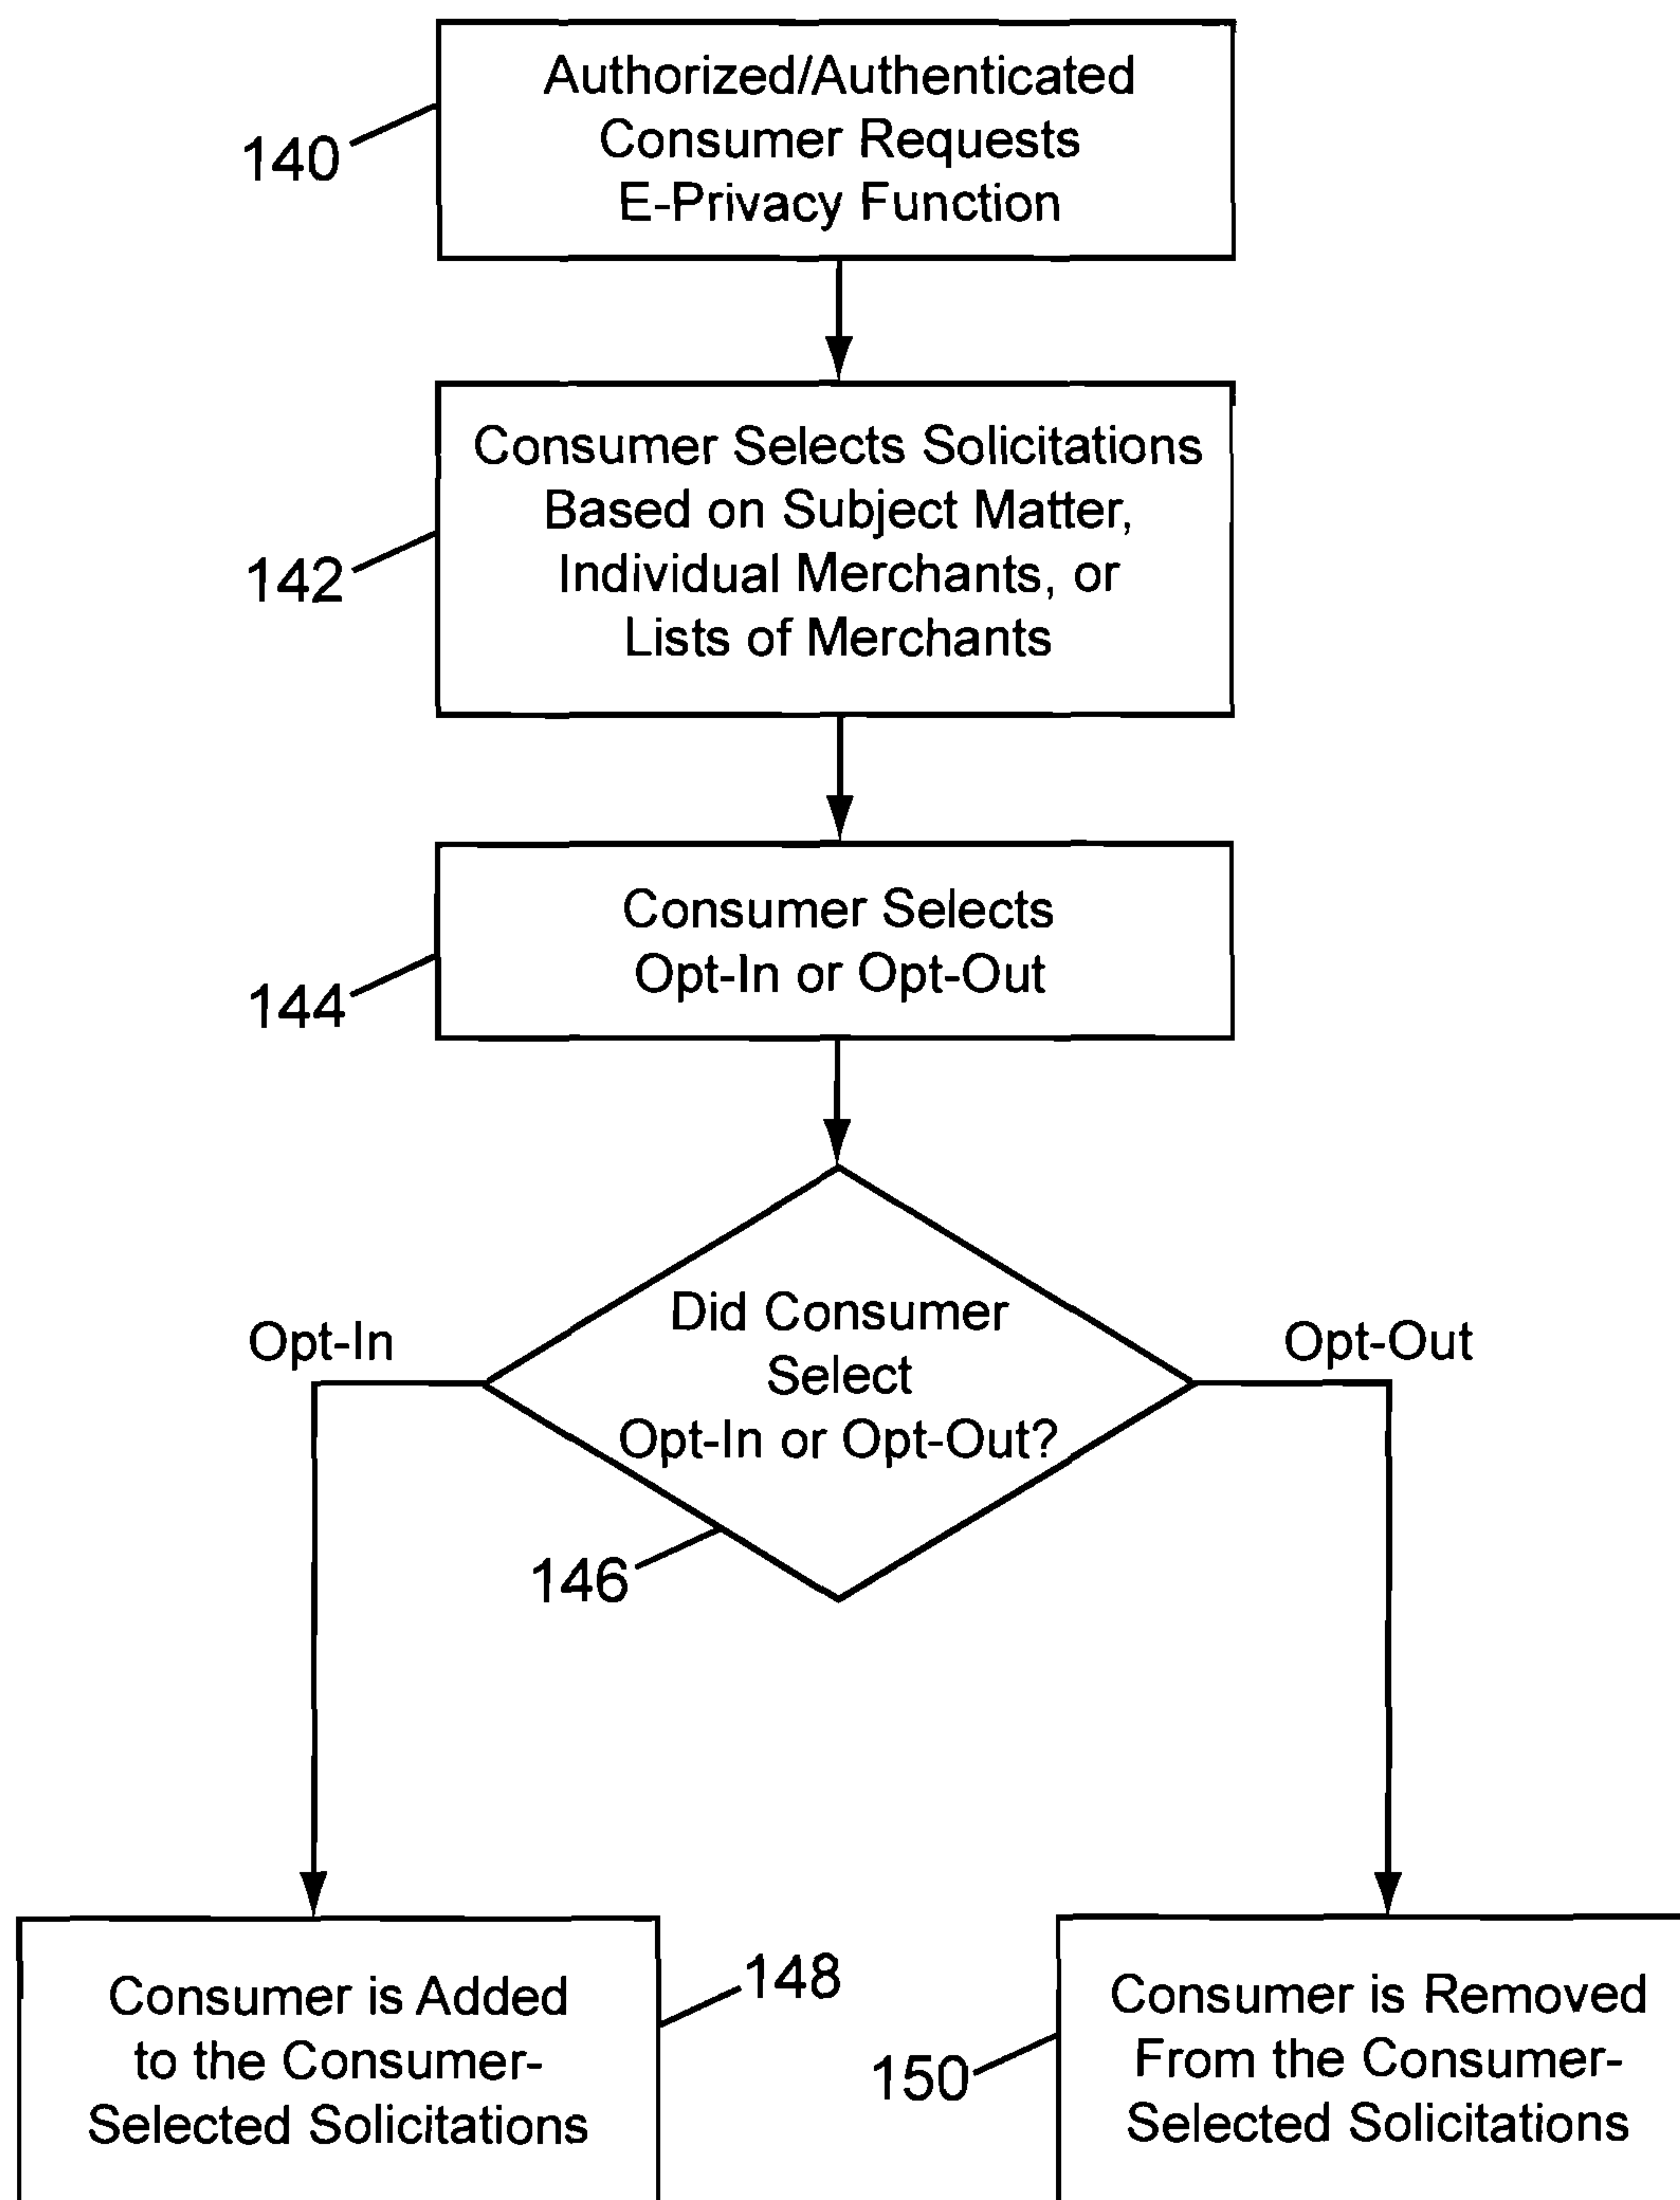 Authorized/Authenticated
Consumer Requests
E-Privacy Function
140
Consumer Selects Solicitations
Based on Subject Matter,
Individual Merchants, or
Lists of Merchants
142
Consumer Selects
Opt-In or Opt-Out
144
Did Consumer
Select
Opt-In or Opt-Out?
Opt-In
Opt-Out
146
Consumer is Added
to the Consumer-
Selected Solicitations
148
Consumer is Removed
From the Consumer-
Selected Solicitations
150